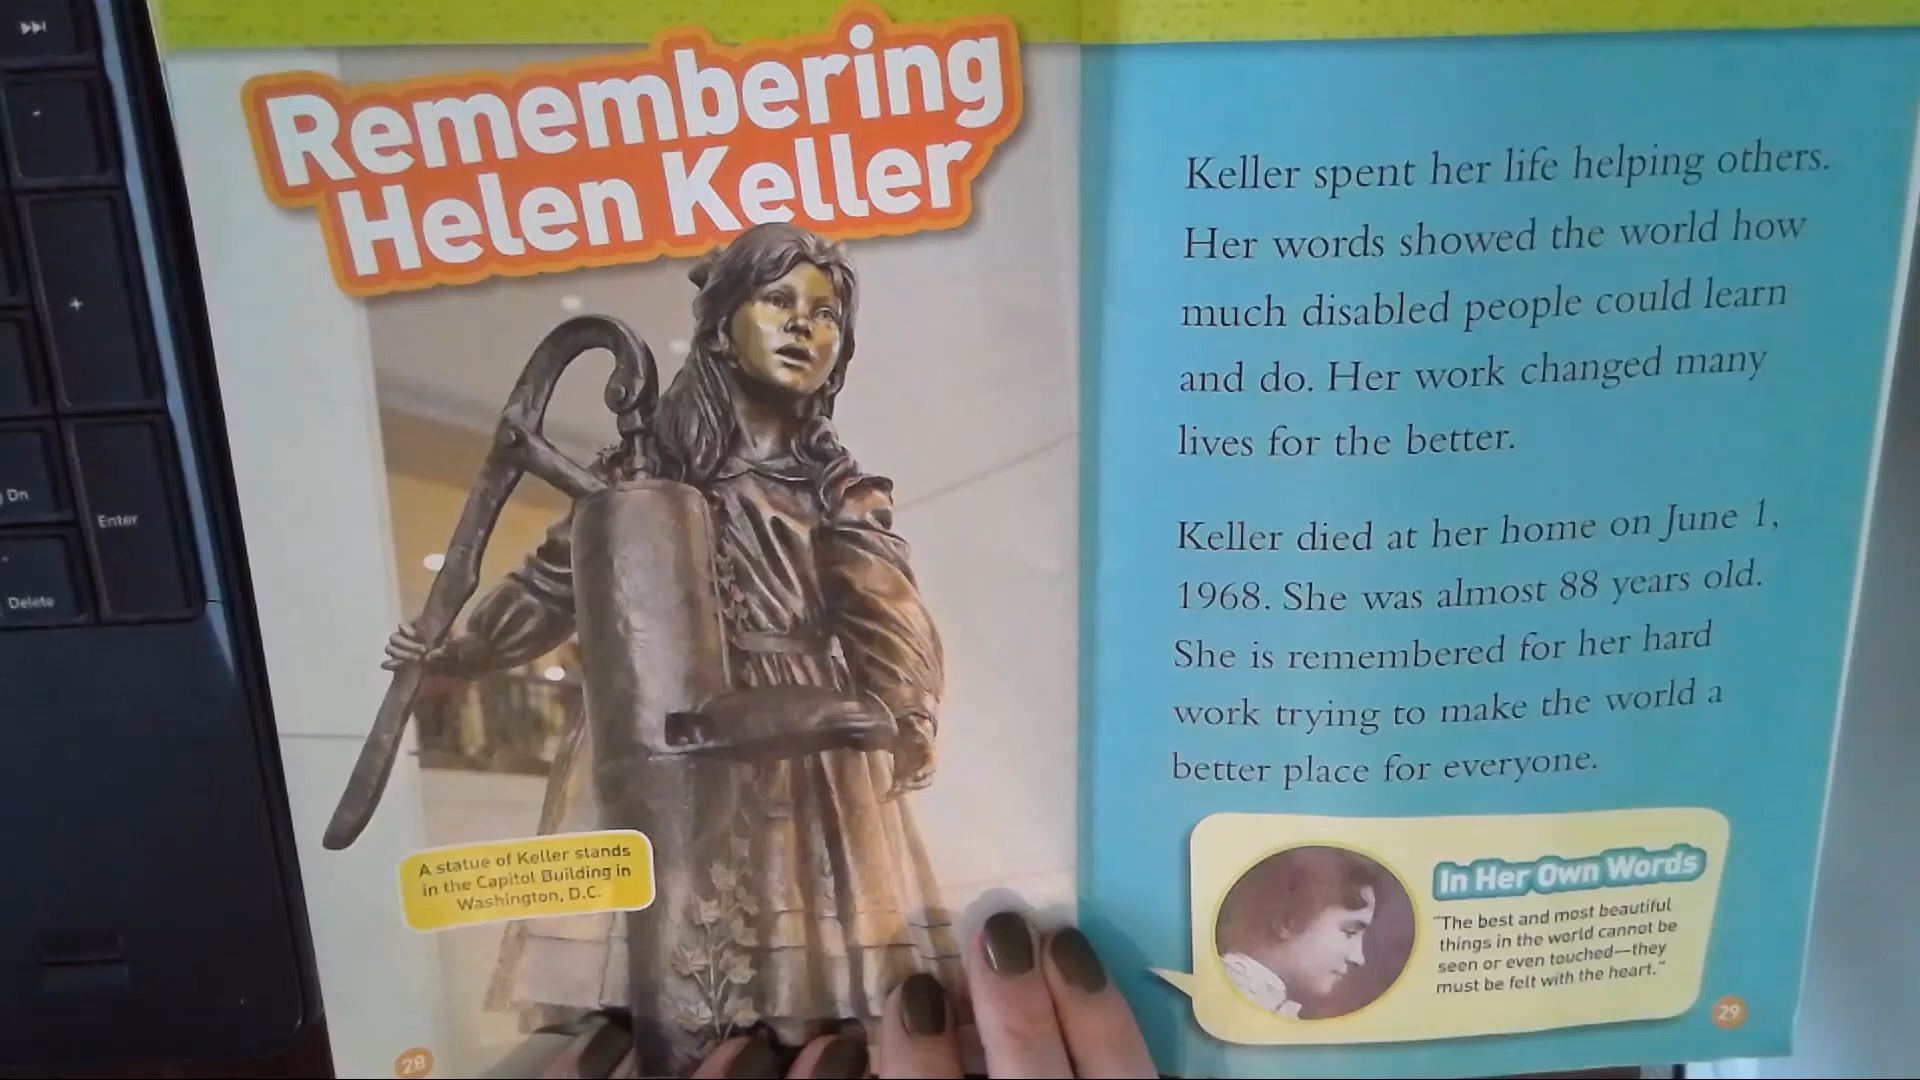 Remembering
Helen Keller
A statue of Keller stands
in the Capitol Building in
Washington, D.C.
28
Keller spent her life helping others.
Her words showed the world how
much disabled people could learn
and do. Her work changed many
lives for the better.
Keller died at her home on June 1,
1968. She was almost 88 years old.
She is remembered for her hard
work trying to make the world a
better place for everyone.
In Her Own Words
"The best and most beautiful
things in the world cannot be
seen or even touched—they
must be felt with the heart."
29
-
+
Dn
Enter
Delete